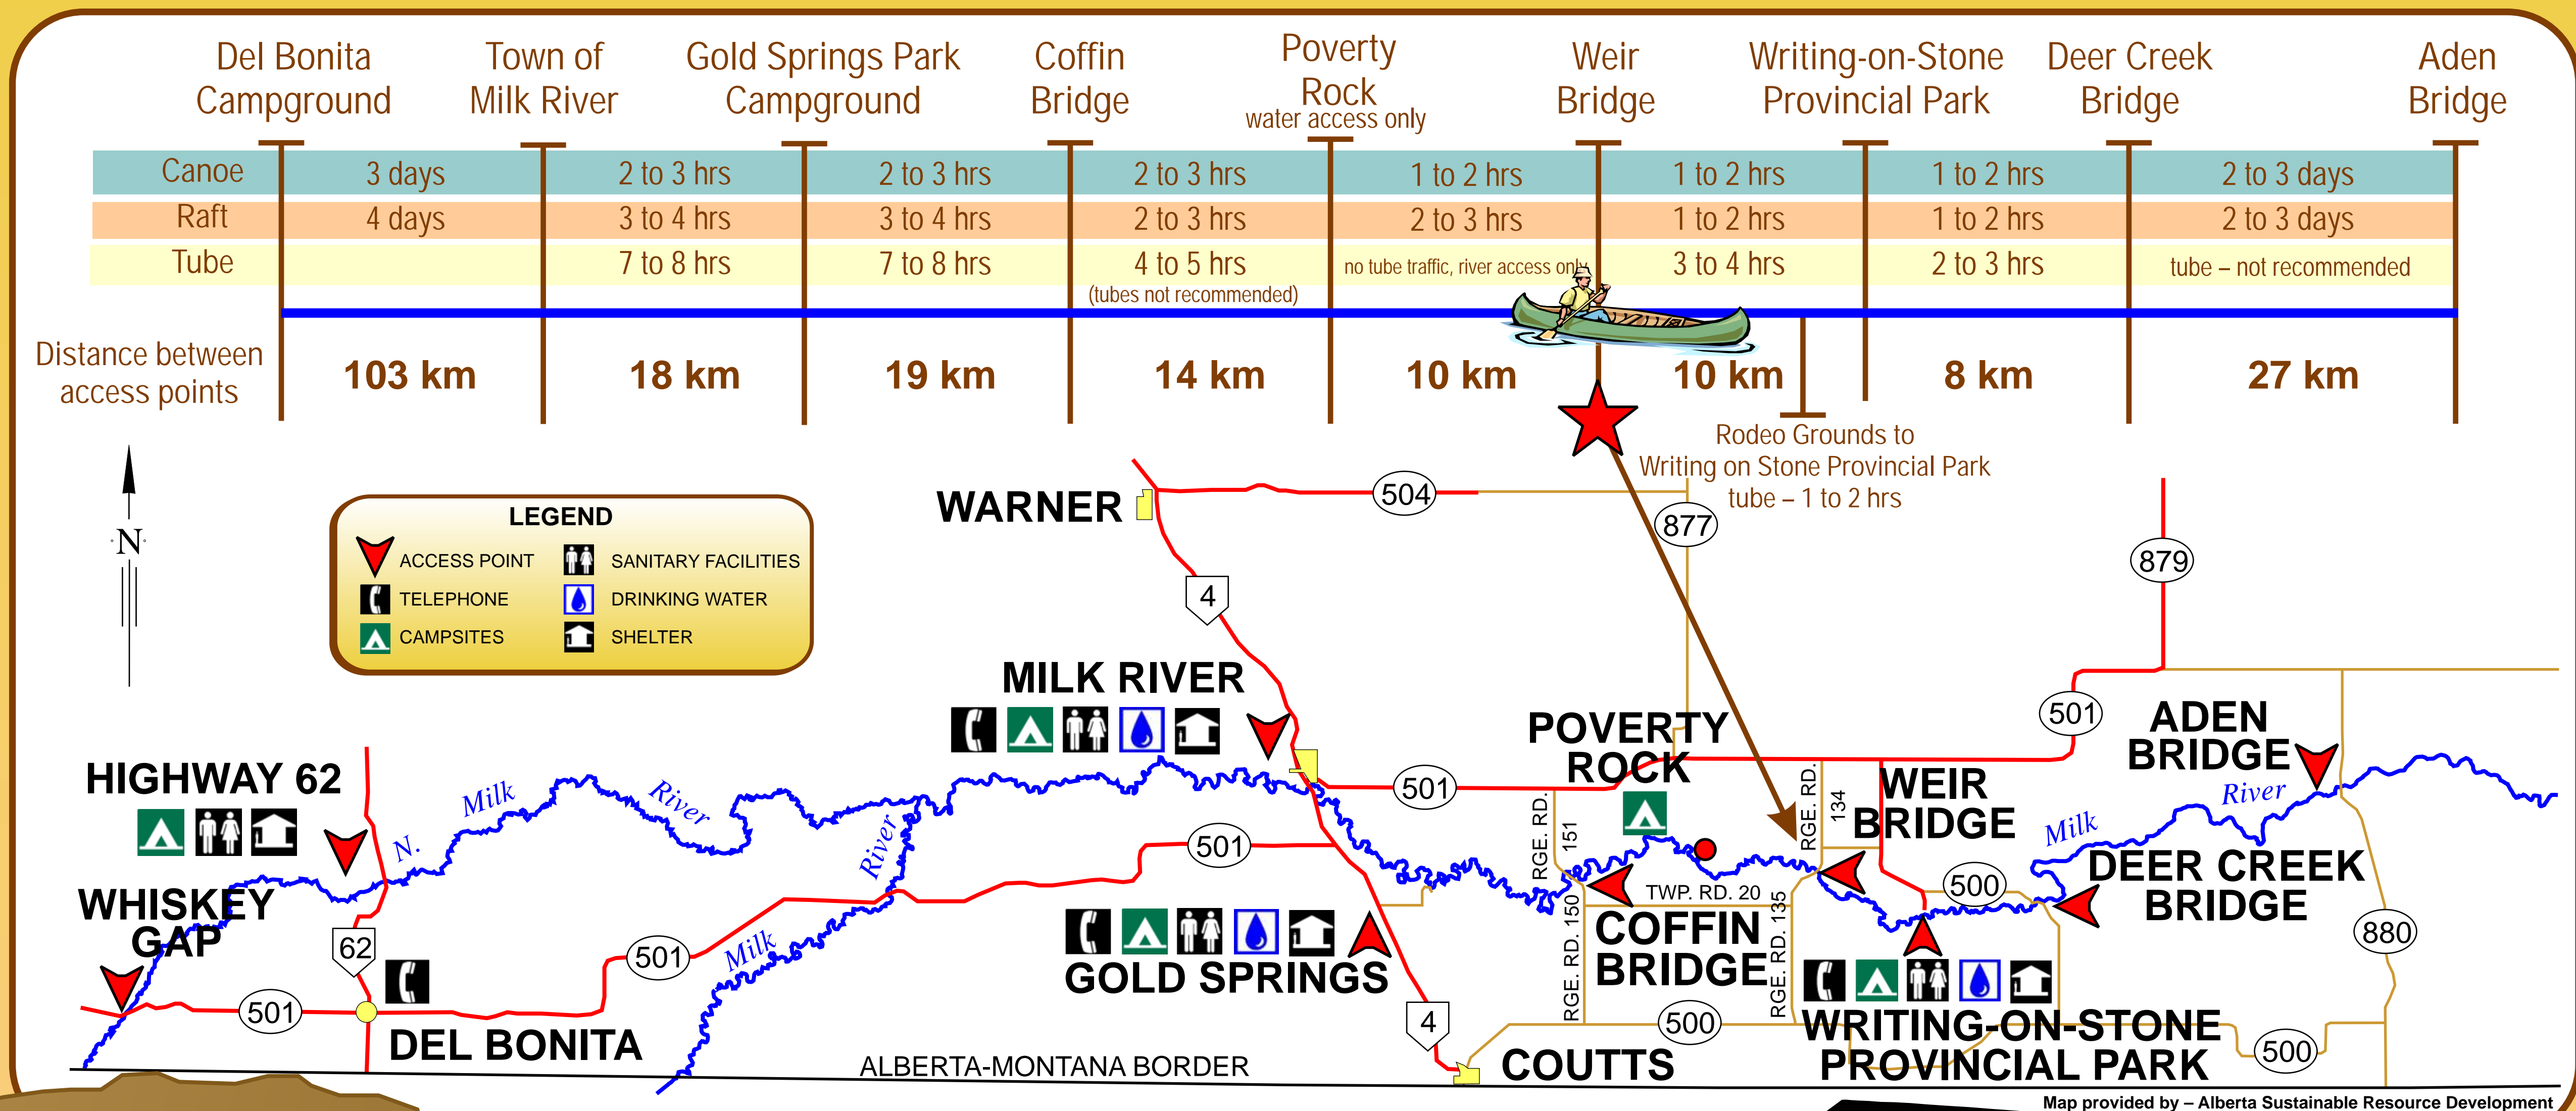 Del Bonita
Campground
Town of
Milk River
Gold Springs Park
Campground
Coffin
Bridge
Poverty
Rock
water access only
Weir
Bridge
Writing-on-Stone
Provincial Park
Deer Creek
Bridge
Aden
Bridge
Canoe 3 days 2 to 3 hrs 2 to 3 hrs 2 to 3 hrs 1 to 2 hrs 1 to 2 hrs 1 to 2 hrs 2 to 3 days
Raft 4 days 3 to 4 hrs 3 to 4 hrs 2 to 3 hrs 2 to 3 hrs 1 to 2 hrs 1 to 2 hrs 2 to 3 days
Tube 7 to 8 hrs 7 to 8 hrs 4 to 5 hrs no tube traffic, river access only 3 to 4 hrs 2 to 3 hrs tube – not recommended
(tubes not recommended)
Distance between
access points
103 km 18 km 19 km 14 km 10 km 10 km 8 km 27 km
Rodeo Grounds to
Writing on Stone Provincial Park
tube – 1 to 2 hrs
N
LEGEND
ACCESS POINT
SANITARY FACILITIES
TELEPHONE
DRINKING WATER
CAMPSITES
SHELTER
WARNER
504
877
879
4
MILK RIVER
501
POVERTY
ROCK
ADEN
BRIDGE
HIGHWAY 62
N.
Milk
River
River
501
501
RGE. RD.
151
RGE. RD.
134
WEIR
BRIDGE
Milk
River
WHISKEY
GAP
62
501
Milk
GOLD SPRINGS
TWP. RD. 20
RGE. RD. 150
COFFIN
BRIDGE
RGE. RD. 135
500
DEER CREEK
BRIDGE
880
501
DEL BONITA
4
500
WRITING-ON-STONE
PROVINCIAL PARK
500
COUTTS
ALBERTA-MONTANA BORDER
Map provided by – Alberta Sustainable Resource Development